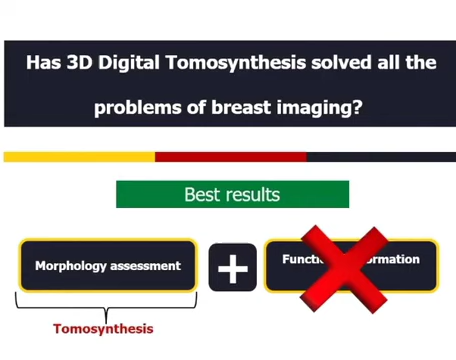 Has 3D Digital Tomosynthesis solved all the
problems of breast imaging?
Best results
Morphology assessment
+
Tomosynthesis